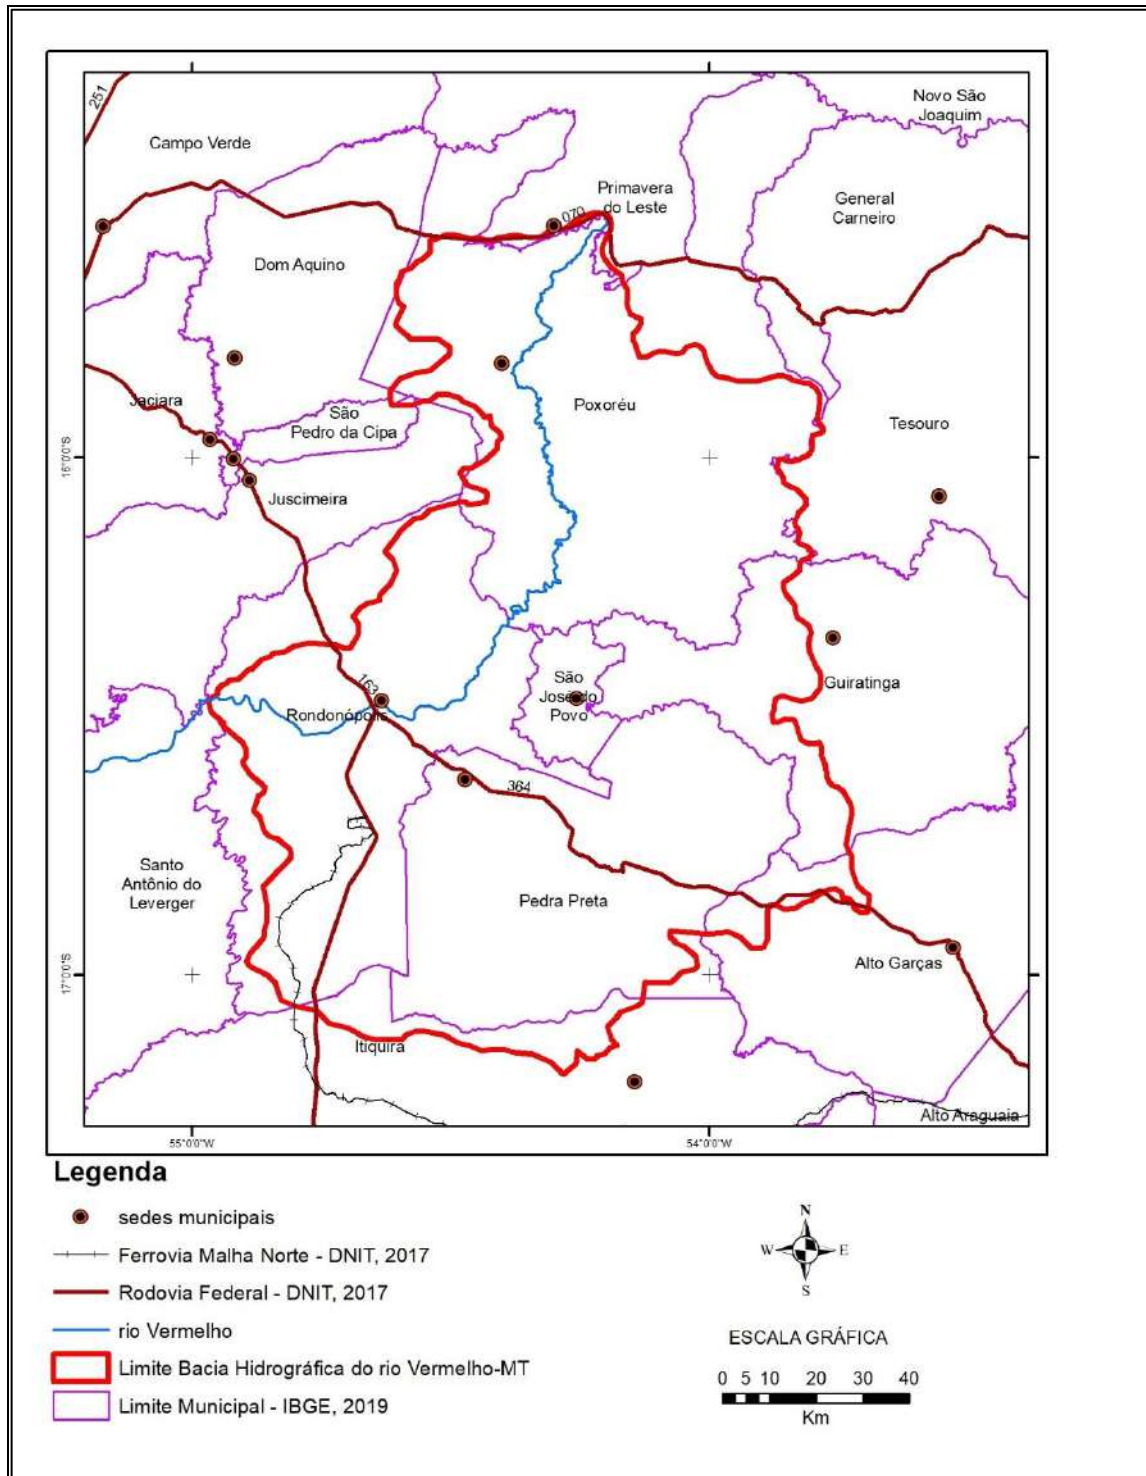 251
Novo São
Joaquim
Campo Verde
Primavera
do Leste
070
General
Carneiro
Dom Aquino
Jaciara
São
Pedro da Cipa
Poxoréu
Tesouro
16°0'0"S
Juscimeira
São
José do
Povo
Guiratinga
163
Rondonópolis
364
Santo
Antônio do
Leverger
Pedra Preta
Alto Garças
17°0'0"S
Itiquira
Alto Araguaia
55°0'0"W
54°0'0"W
Legenda
sedes municipais
Ferrovia Malha Norte - DNIT, 2017
Rodovia Federal - DNIT, 2017
rio Vermelho
Limite Bacia Hidrográfica do rio Vermelho-MT
Limite Municipal - IBGE, 2019
N
W
E
S
ESCALA GRÁFICA
0 5 10 20 30 40
Km